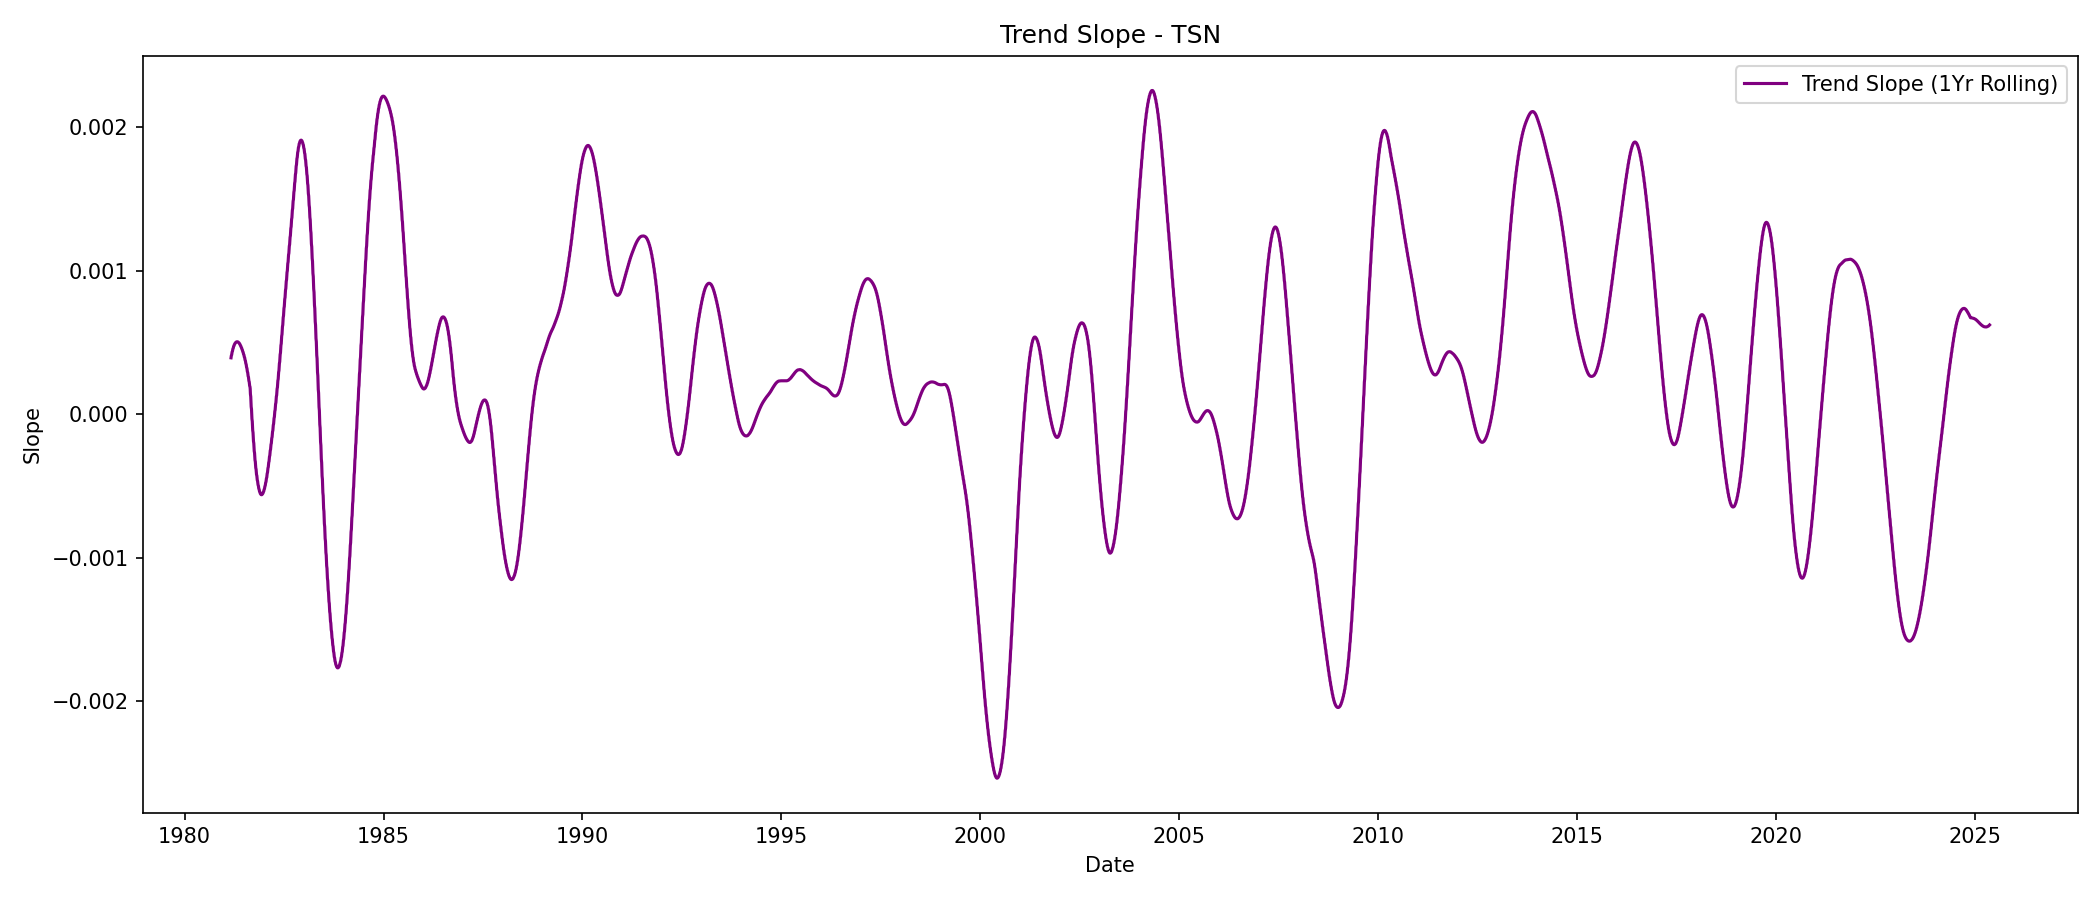 Trend Slope - TSN
Trend Slope (1Yr Rolling)
Slope
0.002
0.001
0.000
−0.001
−0.002
1980 1985 1990 1995 2000 2005 2010 2015 2020 2025
Date